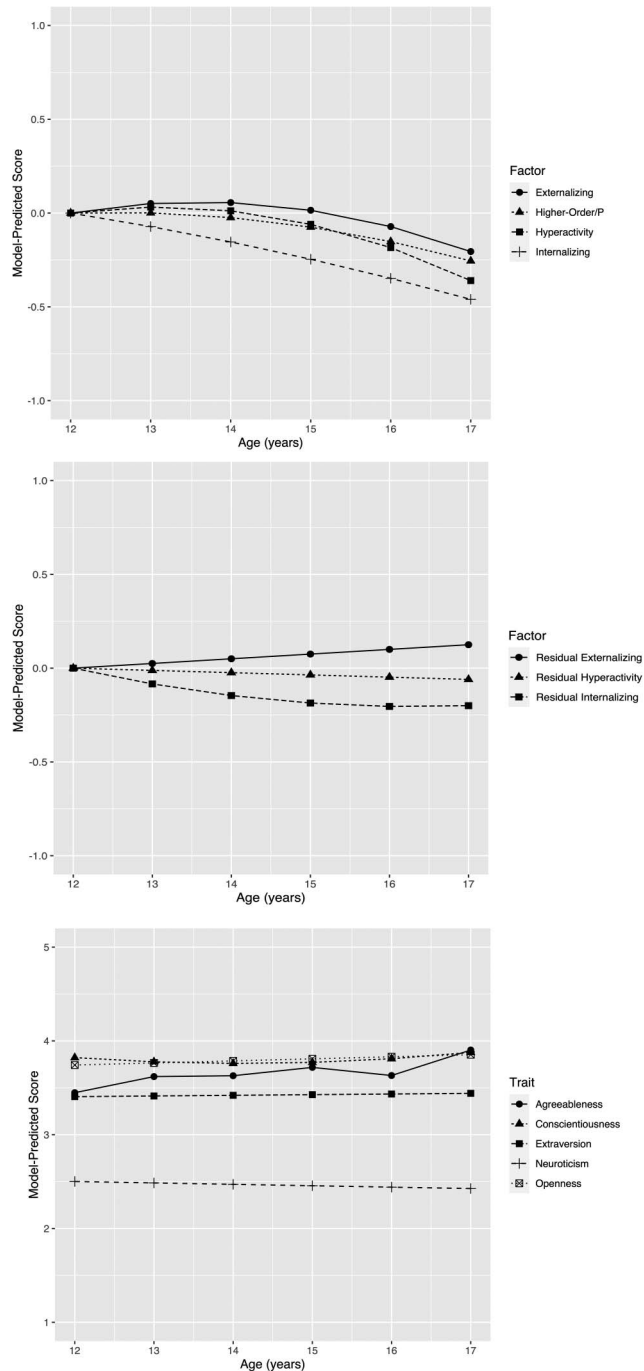 1.0
0.5
0.0
-0.5
-1.0
Model-Predicted Score
12 13 14 15 16 17
Age (years)
Factor
Externalizing
Higher-Order/P
Hyperactivity
Internalizing
1.0
0.5
0.0
-0.5
-1.0
Model-Predicted Score
12 13 14 15 16 17
Age (years)
Factor
Residual Externalizing
Residual Hyperactivity
Residual Internalizing
5
4
3
2
1
Model-Predicted Score
12 13 14 15 16 17
Age (years)
Trait
Agreeableness
Conscientiousness
Extraversion
Neuroticism
Openness